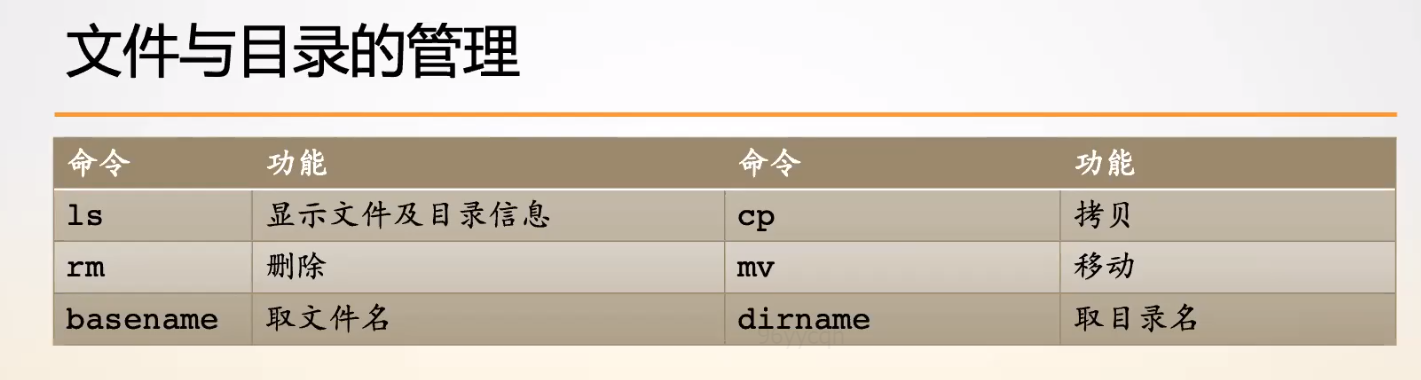 文件与目录的管理
命令 功能 命令 功能
ls 显示文件及目录信息 cp 拷贝
rm 删除 mv 移动
basename 取文件名 dirname 取目录名